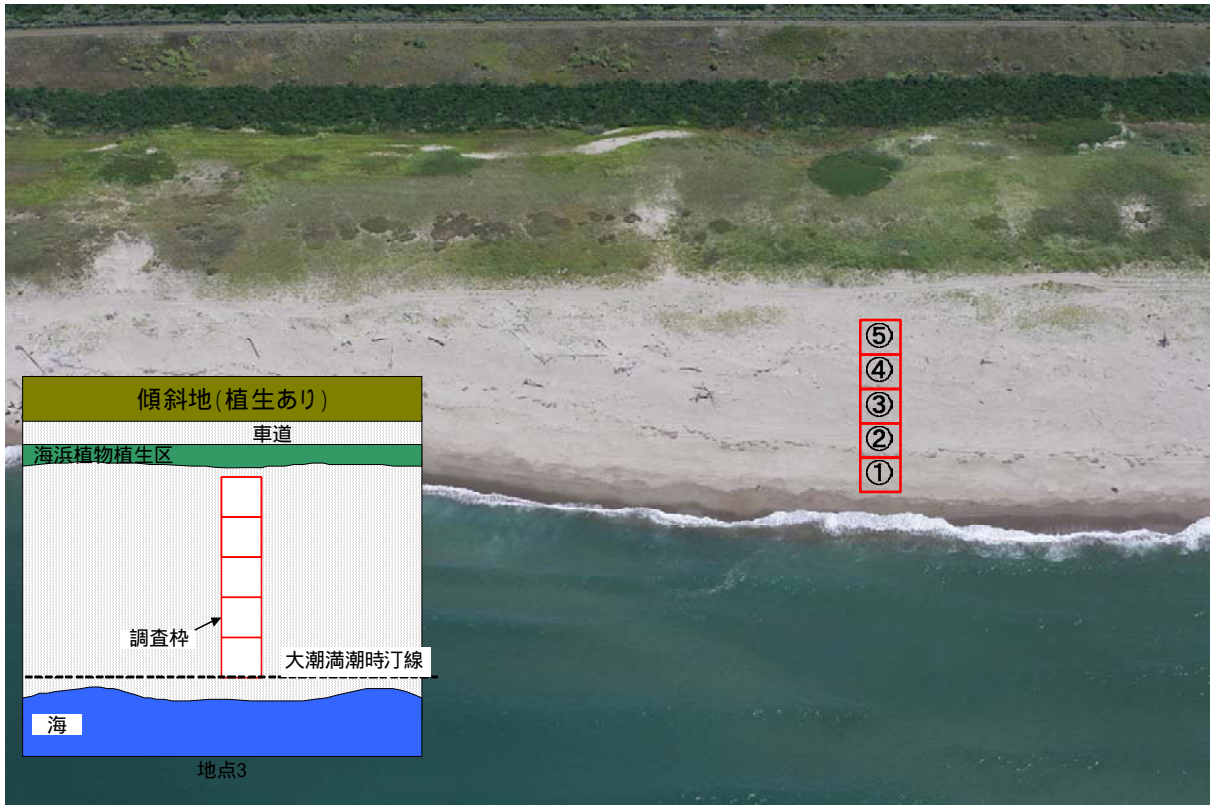 ⑤
④
③
②
①
傾斜地(植生あり)
車道
海浜植物植生区
調査枠
大潮満潮時汀線
海
地点3